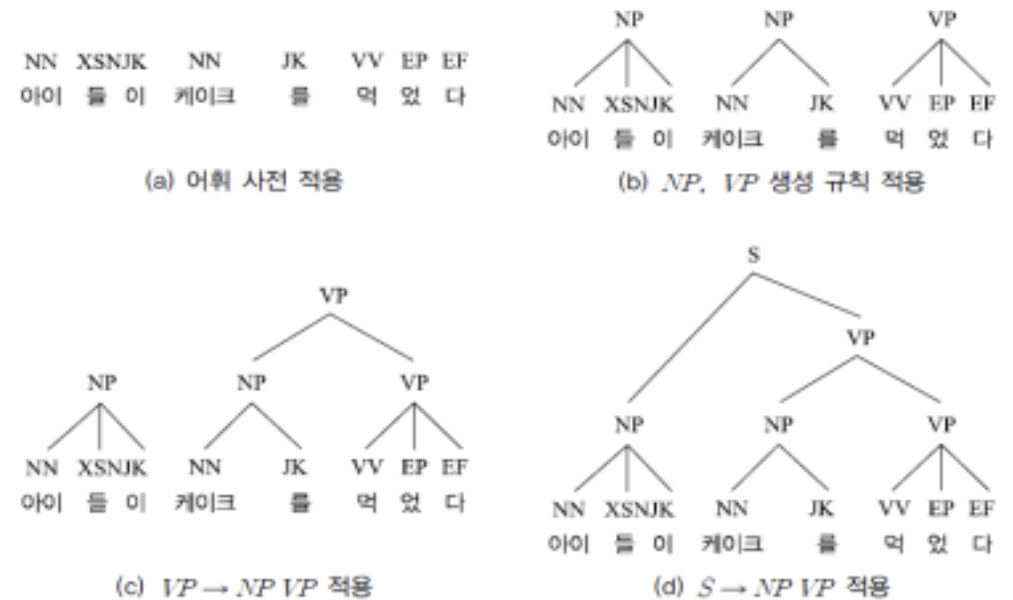 NN XSNJK NN JK VV EP EF
아이 들 이 케이크 를 먹 었 다
(a) 어휘 사전 적용
NP NP VP
NN XSNJK NN JK VV EP EF
아이 들 이 케이크 를 먹 었 다
(b) NP, VP 생성 규칙 적용
VP
NP NP VP
NN XSNJK NN JK VV EP EF
아이 들 이 케이크 를 먹 었 다
(c) VP → NP VP 적용
S
VP
NP NP VP
NN XSNJK NN JK VV EP EF
아이 들 이 케이크 를 먹 었 다
(d) S → NP VP 적용